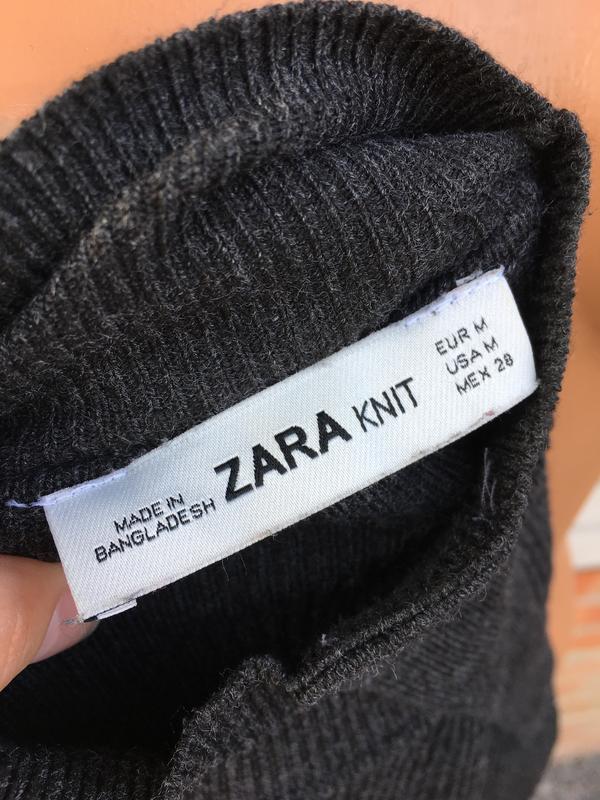 MADE IN
BANGLADESH
ZARA KNIT
EUR M
USA M
MEX 28